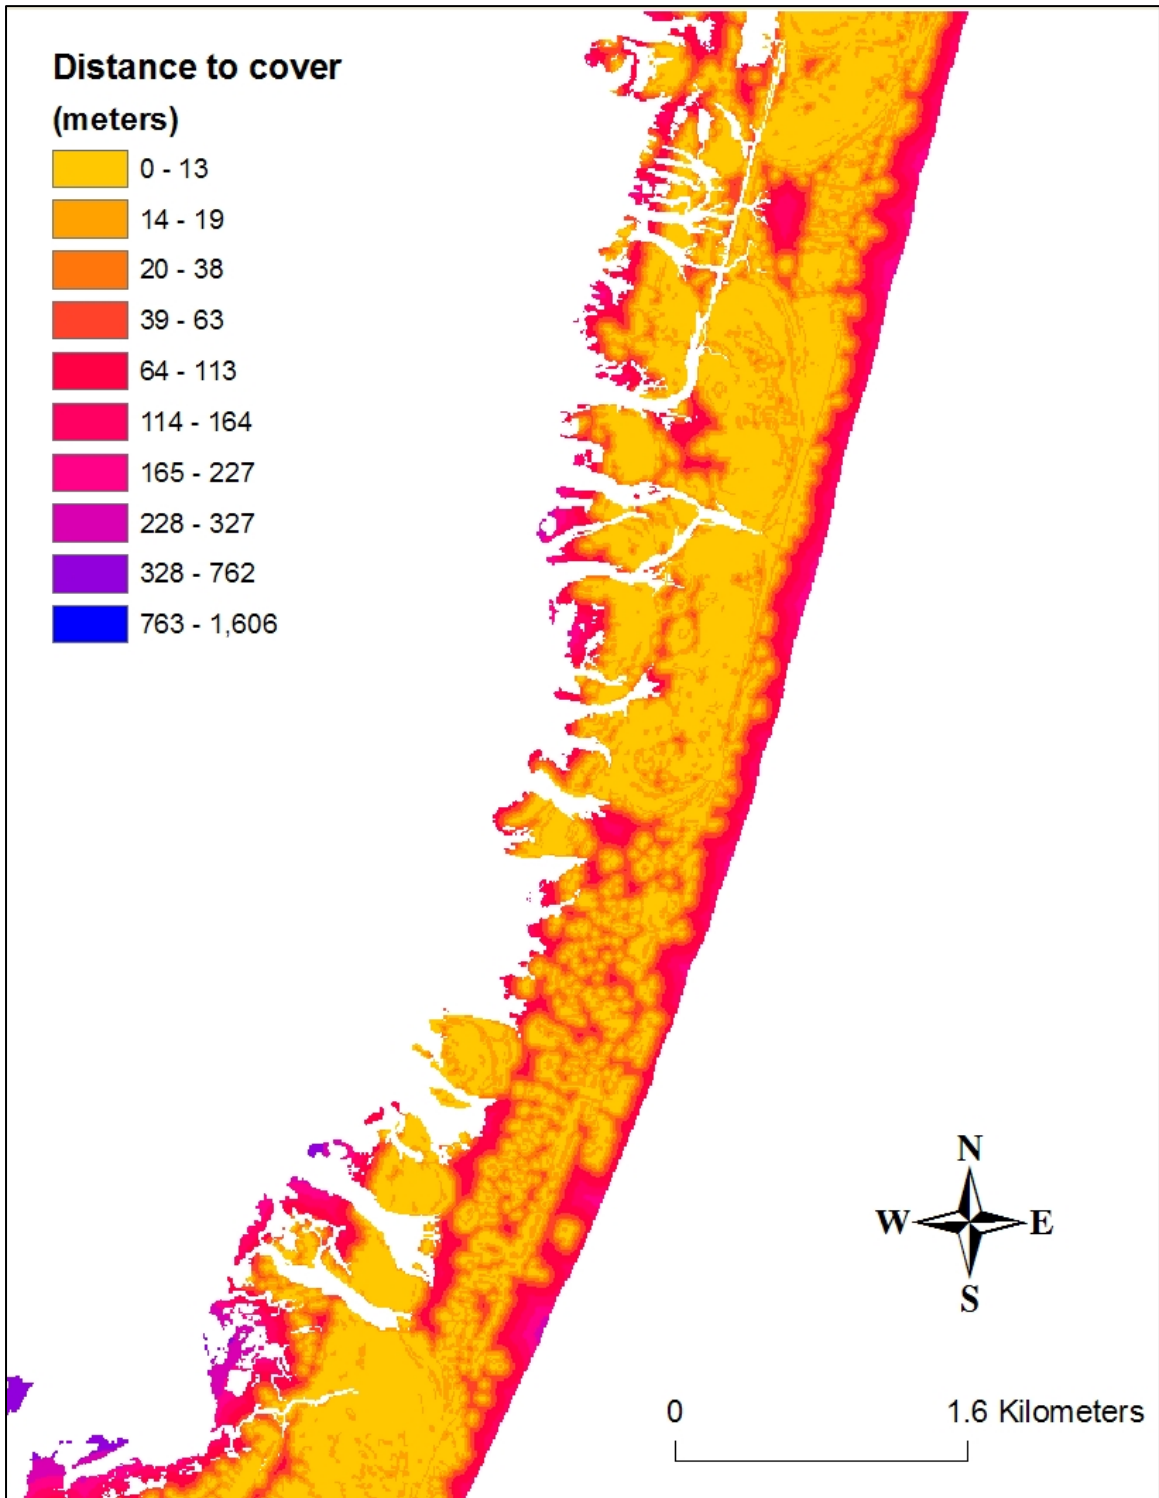 Distance to cover
(meters)
0 - 13
14 - 19
20 - 38
39 - 63
64 - 113
114 - 164
165 - 227
228 - 327
328 - 762
763 - 1,606
N
W E
S
0 1.6 Kilometers